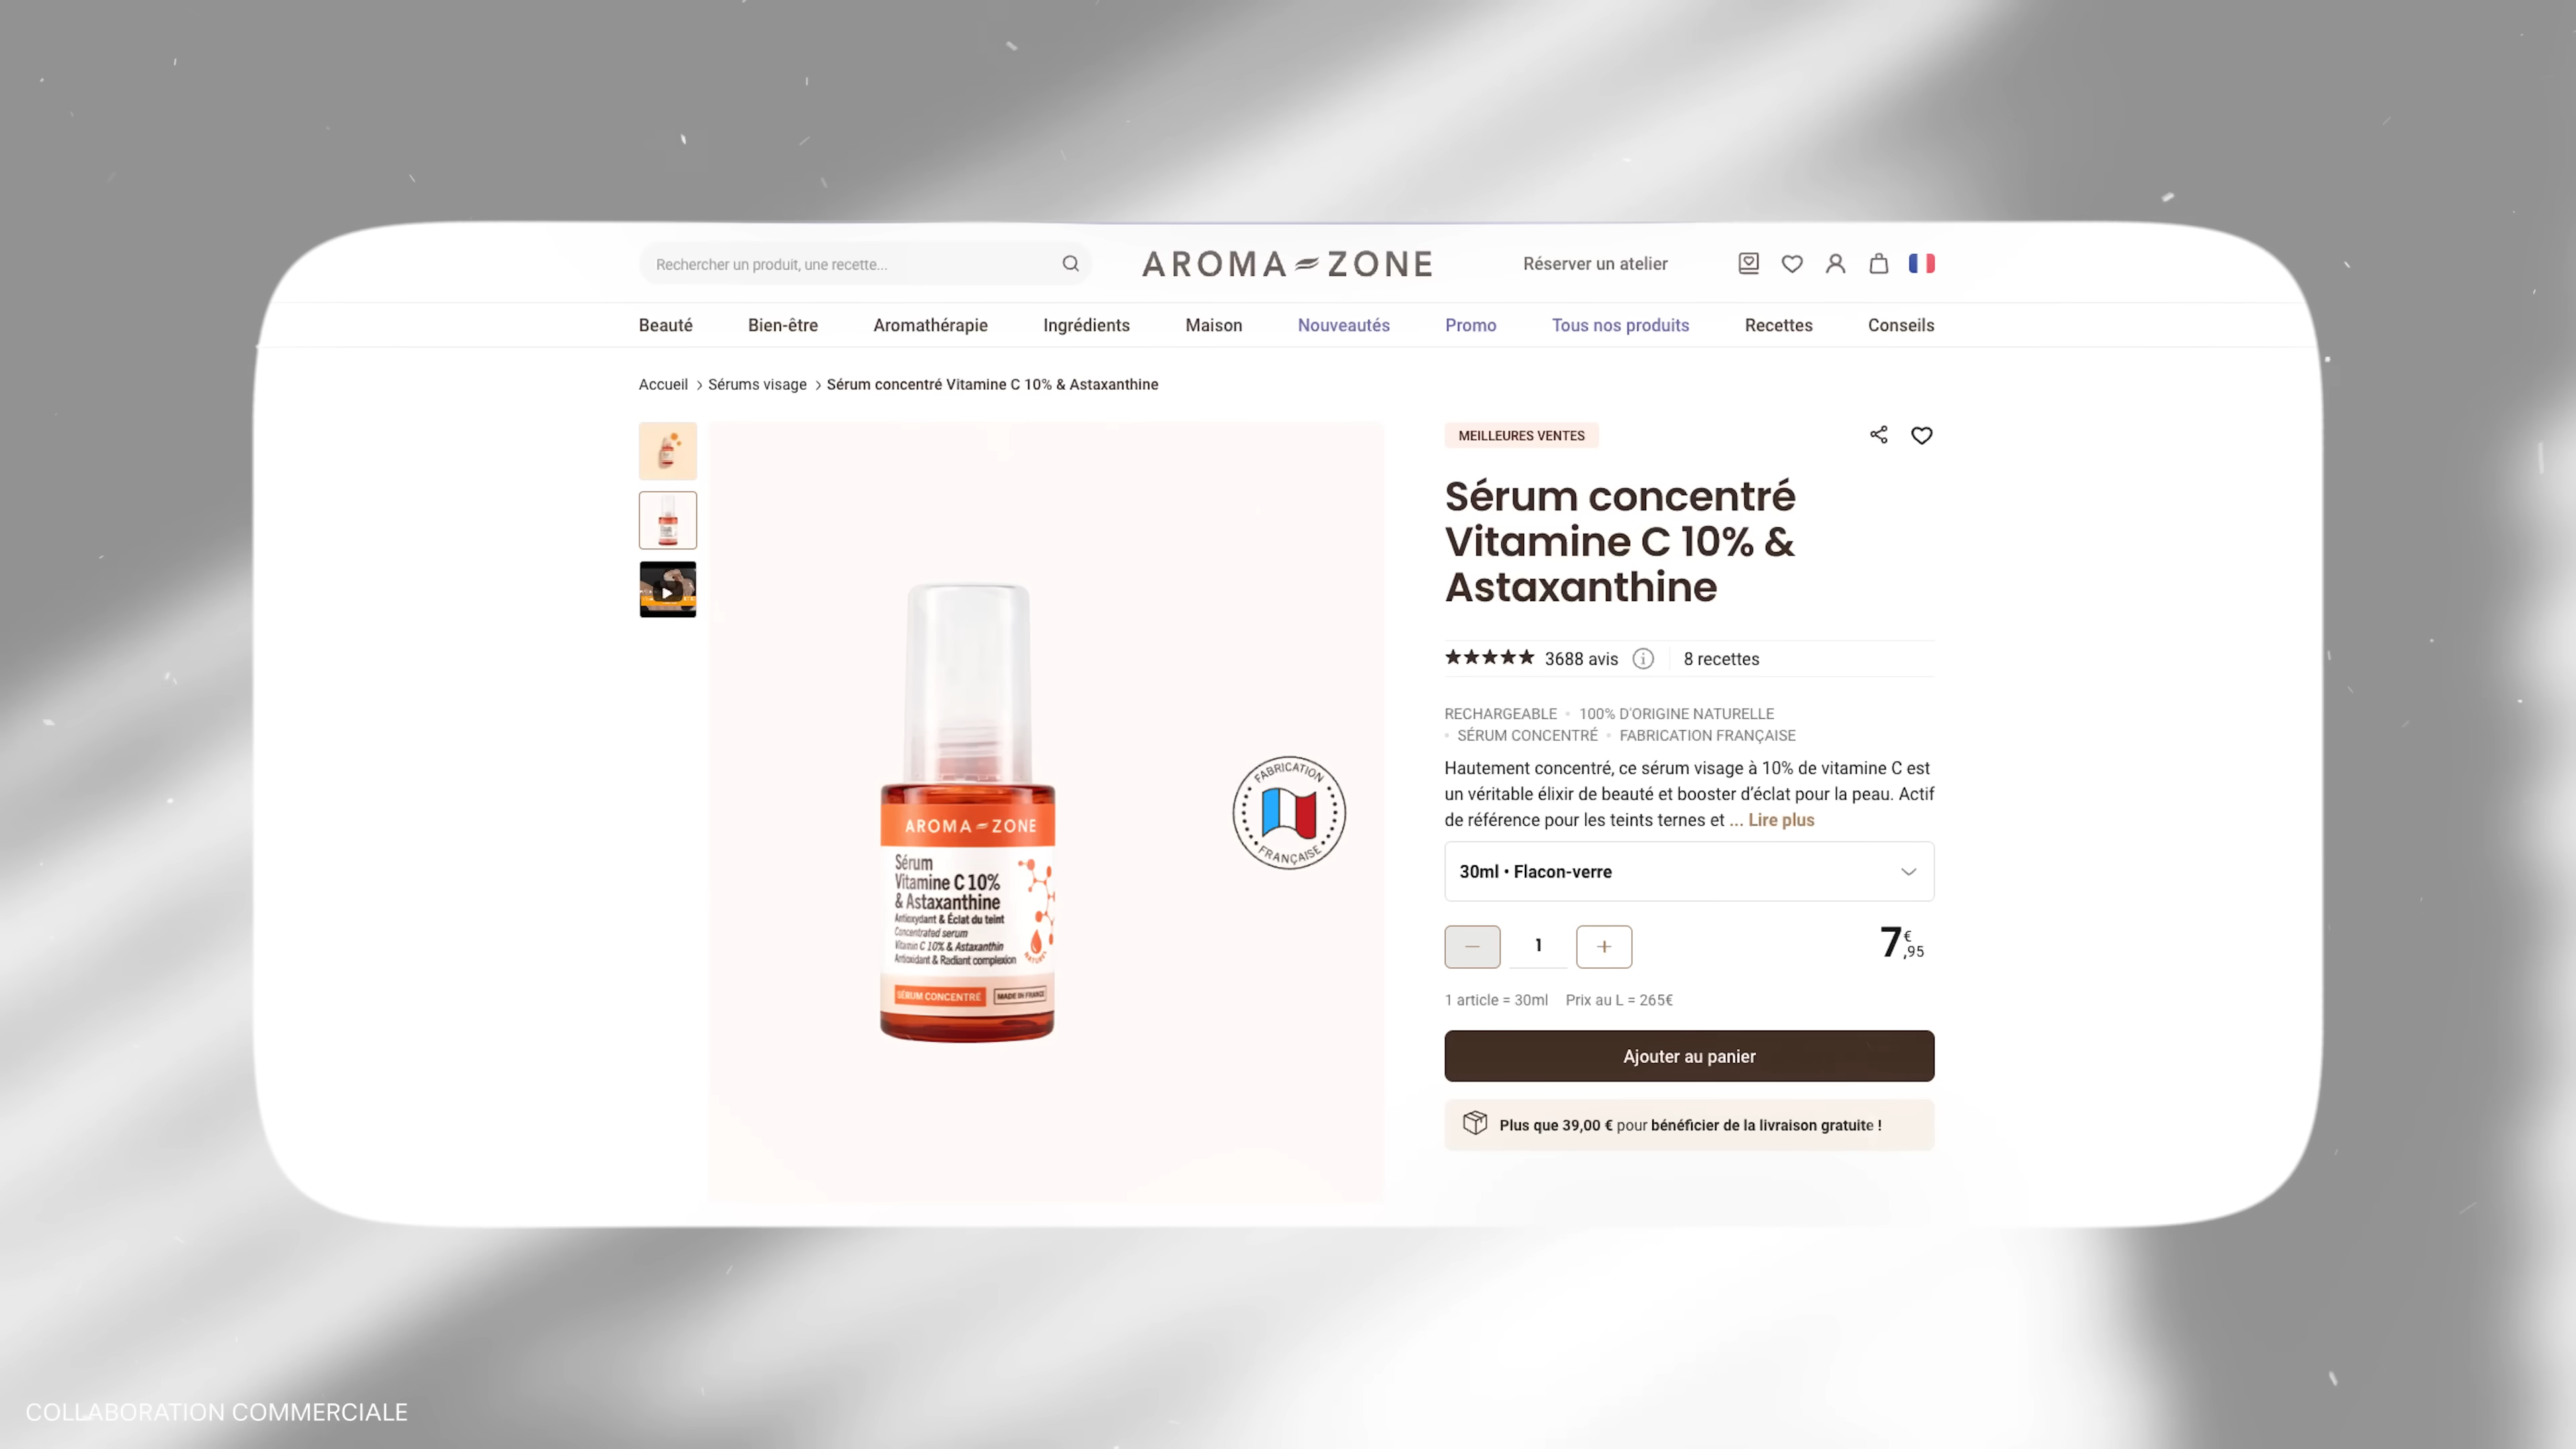 Rechercher un produit, une recette...
AROMA ZONE
Réserver un atelier
Beauté
Bien-être
Aromathérapie
Ingrédients
Maison
Nouveautés
Promo
Tous nos produits
Recettes
Conseils
Accueil > Sérums visage > Sérum concentré Vitamine C 10% & Astaxanthine
MEILLEURES VENTES
Sérum concentré
Vitamine C 10% &
Astaxanthine
★★★★★ 3688 avis
8 recettes
RECHARGEABLE • 100% D'ORIGINE NATURELLE
• SÉRUM CONCENTRÉ • FABRICATION FRANÇAISE
Hautement concentré, ce sérum visage à 10% de vitamine C est
un véritable élixir de beauté et booster d’éclat pour la peau. Actif
de référence pour les teints ternes et ... Lire plus
30ml • Flacon-verre
− 1 +
7€,95
1 article = 30ml Prix au L = 265€
Ajouter au panier
Plus que 39,00 € pour bénéficier de la livraison gratuite !
AROMA ZONE
Sérum
Vitamine C 10%
& Astaxanthine
Antioxydant & Éclat du teint
Concentrated serum
Vitamin C 10% & Astaxanthin
Antioxidant & Radiant complexion
SÉRUM CONCENTRÉ
MADE IN FRANCE
FABRICATION
FRANÇAISE
COLLABORATION COMMERCIALE